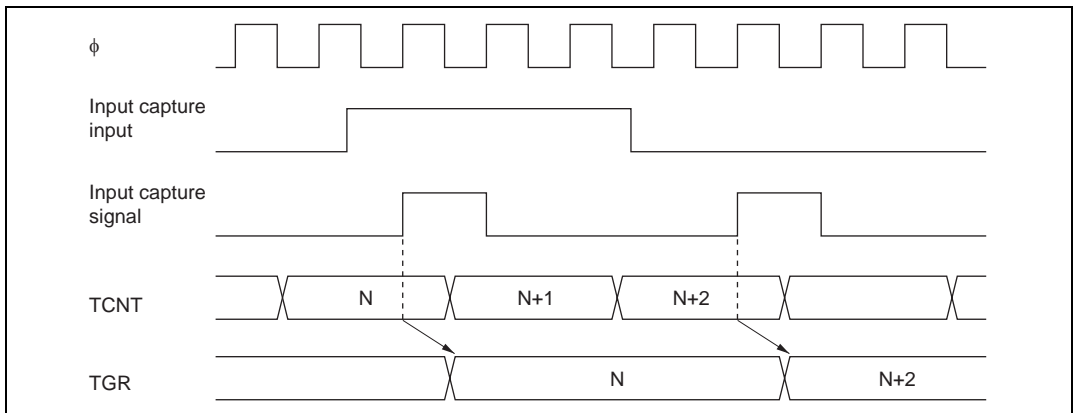 ϕ
Input capture
input
Input capture
signal
TCNT N N+1 N+2
TGR N N+2